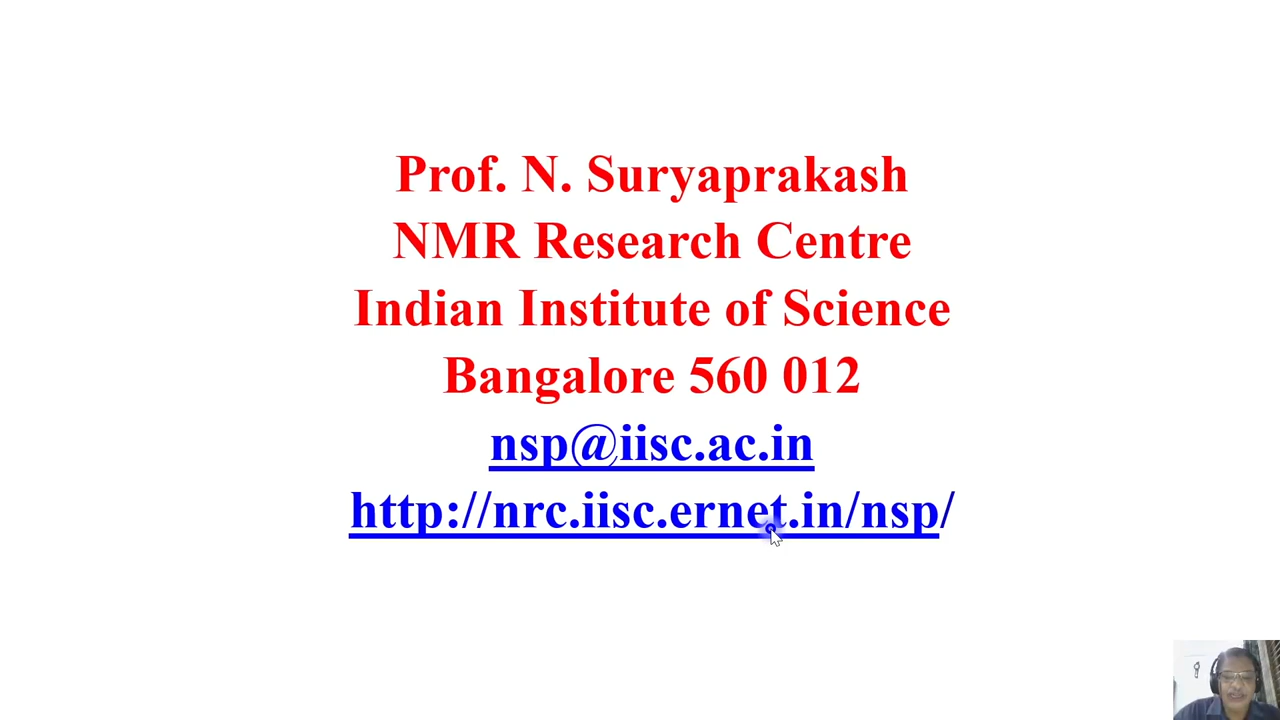 Prof. N. Suryaprakash
NMR Research Centre
Indian Institute of Science
Bangalore 560 012
nsp@iisc.ac.in
http://nrc.iisc.ernet.in/nsp/